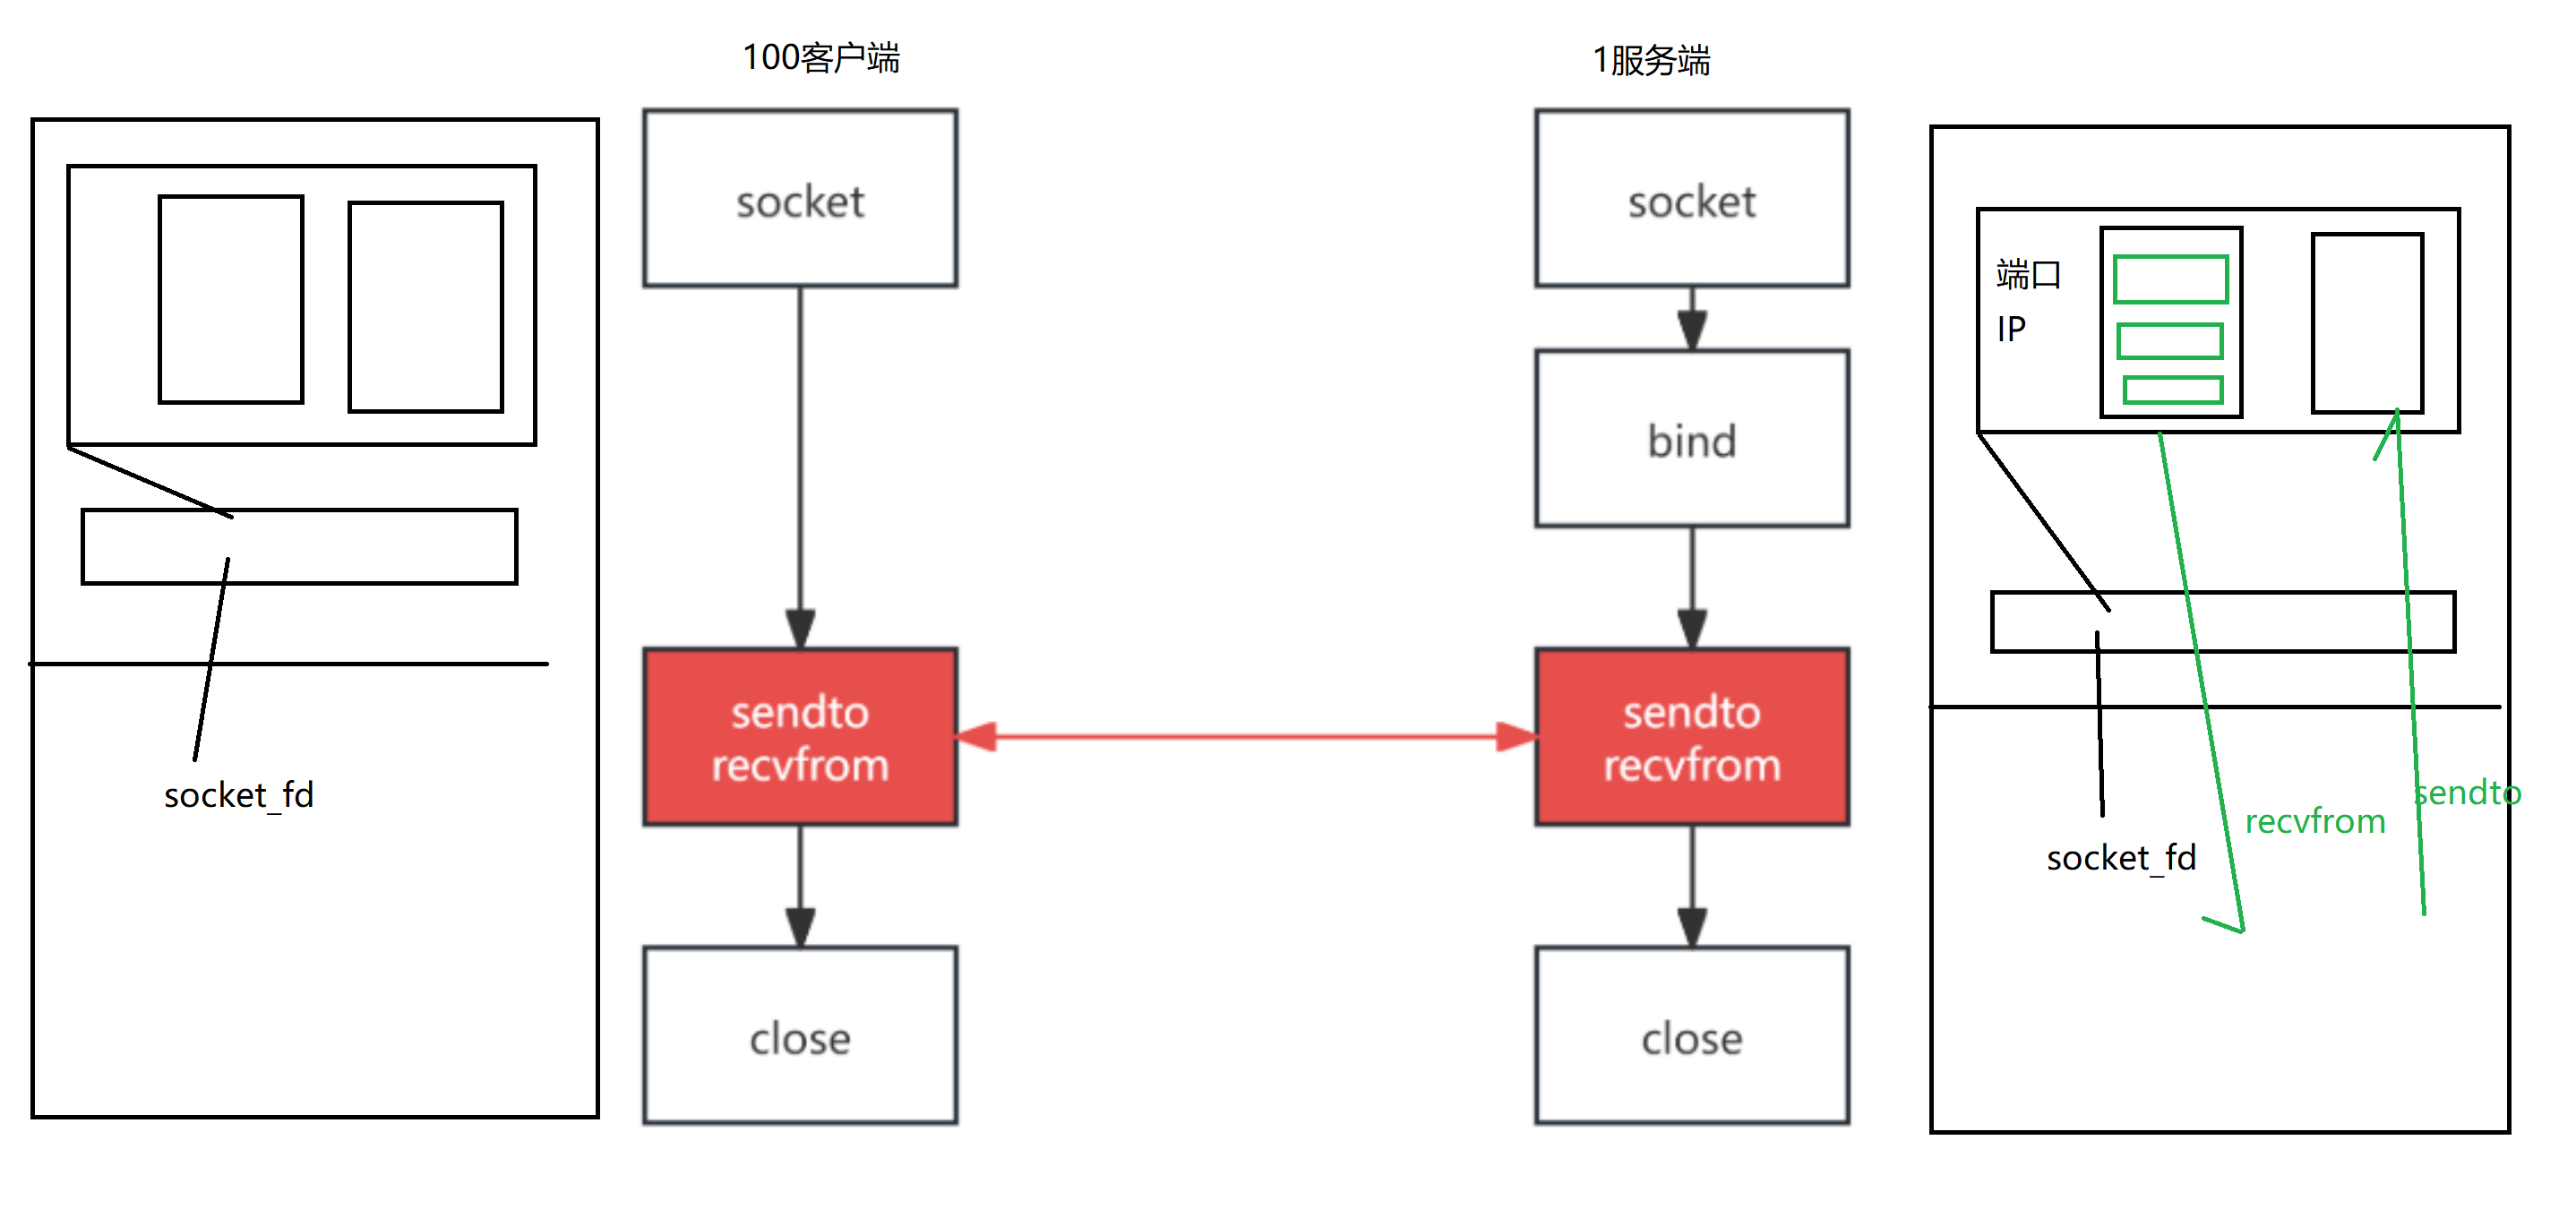 100客户端
1服务端
socket
socket
端口
IP
bind
sendto
recvfrom
sendto
recvfrom
socket_fd
sendto
recvfrom
socket_fd
close
close